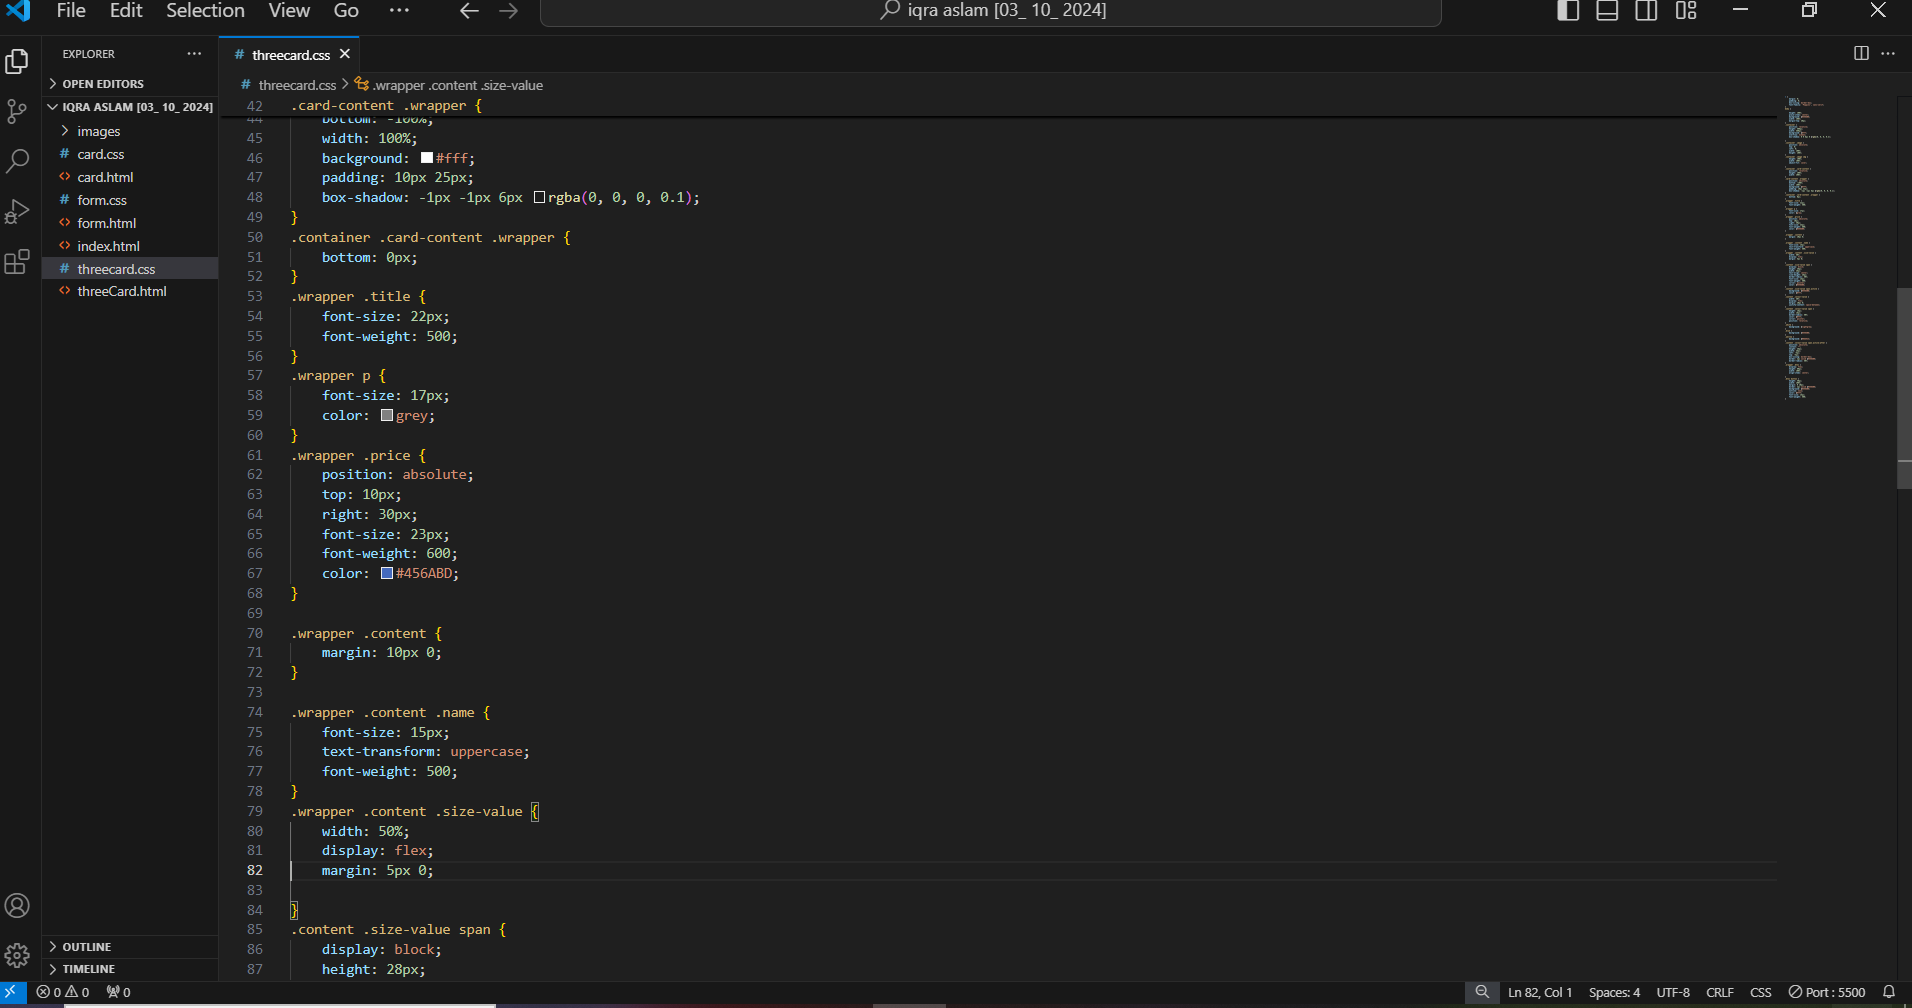 File Edit Selection View Go ··· iqra aslam [03_ 10_ 2024]
EXPLORER ···
OPEN EDITORS
IQRA ASLAM [03_ 10_ 2024]
images
# card.css
<> card.html
# form.css
<> form.html
<> index.html
# threecard.css
<> threeCard.html
OUTLINE
TIMELINE
# threecard.css
# threecard.css > .wrapper .content .size-value
42 .card-content .wrapper {
44 bottom: -100%;
45 width: 100%;
46 background: #fff;
47 padding: 10px 25px;
48 box-shadow: -1px -1px 6px rgba(0, 0, 0, 0.1);
49 }
50 .container .card-content .wrapper {
51 bottom: 0px;
52 }
53 .wrapper .title {
54 font-size: 22px;
55 font-weight: 500;
56 }
57 .wrapper p {
58 font-size: 17px;
59 color: grey;
60 }
61 .wrapper .price {
62 position: absolute;
63 top: 10px;
64 right: 30px;
65 font-size: 23px;
66 font-weight: 600;
67 color: #456ABD;
68 }
69
70 .wrapper .content {
71 margin: 10px 0;
72 }
73
74 .wrapper .content .name {
75 font-size: 15px;
76 text-transform: uppercase;
77 font-weight: 500;
78 }
79 .wrapper .content .size-value {
80 width: 50%;
81 display: flex;
82 margin: 5px 0;
83
84 }
85 .content .size-value span {
86 display: block;
87 height: 28px;
0 0 0 Ln 82, Col 1 Spaces: 4 UTF-8 CRLF CSS Port : 5500